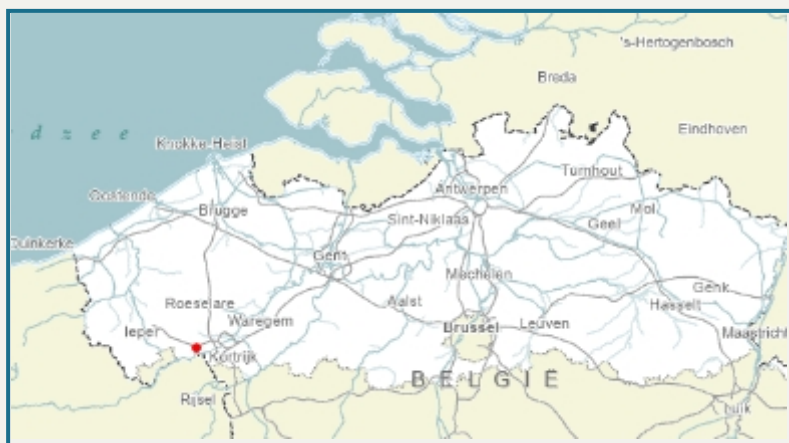 's-Hertogenbosch
Breda
d z e e
Eindhoven
Knokke-Heist
Turnhout
Antwerpen
Oostende
Mol
Brugge
Sint-Niklaas
Geel
Duinkerke
Gent
Mechelen
Genk
Roeselare
Aalst
Hasselt
Waregem
Ieper
Brussel
Leuven
Maastricht
Kortrijk
BELGIË
Rijsel
Luik